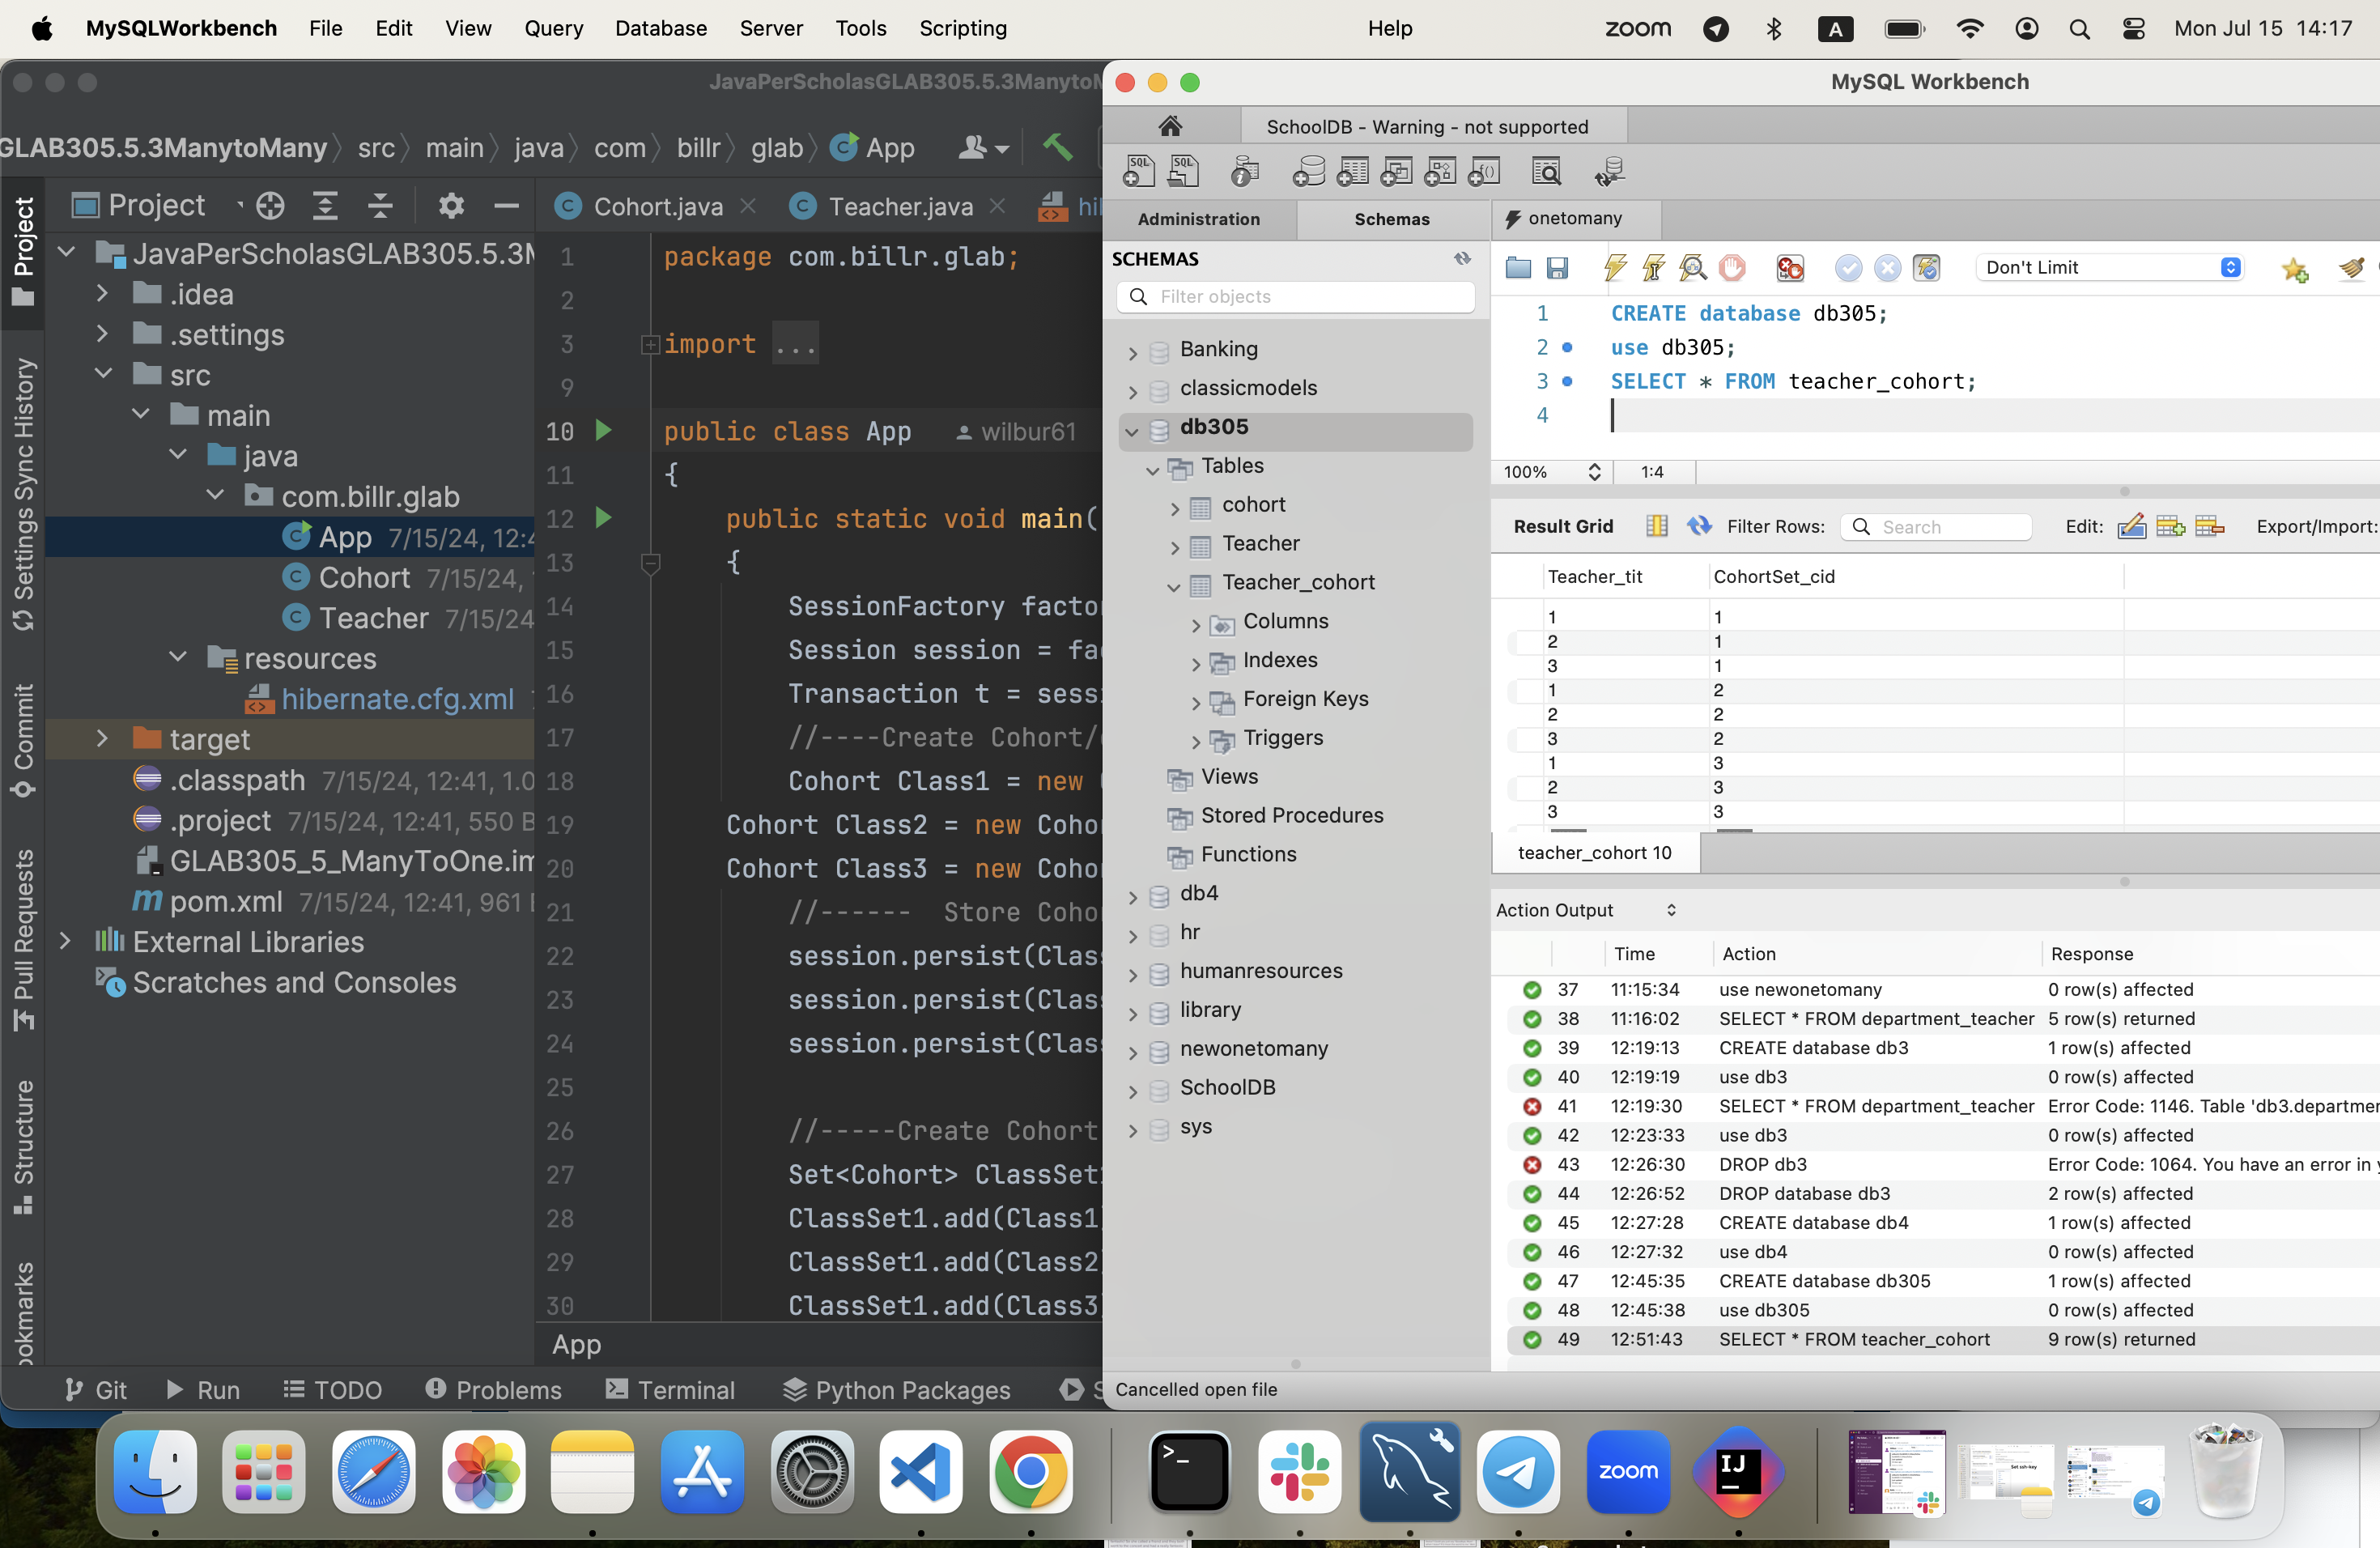 MySQLWorkbench File Edit View Query Database Server Tools Scripting Help zoom A Mon Jul 15 14:17
JavaPerScholasGLAB305.5.3ManytoM
GLAB305.5.3ManytoMany src main java com billr glab App
Project
Cohort.java Teacher.java hi
Project
Settings Sync History
Commit
Pull Requests
Structure
ookmarks
JavaPerScholasGLAB305.5.3M
.idea
.settings
src
main
java
com.billr.glab
App 7/15/24, 12:4
Cohort 7/15/24,
Teacher 7/15/24
resources
hibernate.cfg.xml
target
.classpath 7/15/24, 12:41, 1.0
.project 7/15/24, 12:41, 550 B
GLAB305_5_ManyToOne.im
pom.xml 7/15/24, 12:41, 961
External Libraries
Scratches and Consoles
1 package com.billr.glab;
2
3 import ...
9
10 public class App wilbur61
11 {
12 public static void main(
13 {
14 SessionFactory facto
15 Session session = fa
16 Transaction t = sess
17 //----Create Cohort/
18 Cohort Class1 = new
19 Cohort Class2 = new Coho
20 Cohort Class3 = new Coho
21 //------ Store Coho
22 session.persist(Clas
23 session.persist(Clas
24 session.persist(Clas
25
26 //-----Create Cohort
27 Set<Cohort> ClassSet
28 ClassSet1.add(Class1
29 ClassSet1.add(Class2
30 ClassSet1.add(Class3
App
Git Run TODO Problems Terminal Python Packages S
MySQL Workbench
SchoolDB - Warning - not supported
Administration Schemas
SCHEMAS
Filter objects
Banking
classicmodels
db305
Tables
cohort
Teacher
Teacher_cohort
Columns
Indexes
Foreign Keys
Triggers
Views
Stored Procedures
Functions
db4
hr
humanresources
library
newonetomany
SchoolDB
sys
Cancelled open file
onetomany
Don't Limit
1 CREATE database db305;
2 use db305;
3 SELECT * FROM teacher_cohort;
4
100% 1:4
Result Grid Filter Rows: Search Edit: Export/Import:
Teacher_tit CohortSet_cid
1 1
2 1
3 1
1 2
2 2
3 2
1 3
2 3
3 3
teacher_cohort 10
Action Output
Time Action Response
37 11:15:34 use newonetomany 0 row(s) affected
38 11:16:02 SELECT * FROM department_teacher 5 row(s) returned
39 12:19:13 CREATE database db3 1 row(s) affected
40 12:19:19 use db3 0 row(s) affected
41 12:19:30 SELECT * FROM department_teacher Error Code: 1146. Table 'db3.departmen
42 12:23:33 use db3 0 row(s) affected
43 12:26:30 DROP db3 Error Code: 1064. You have an error in y
44 12:26:52 DROP database db3 2 row(s) affected
45 12:27:28 CREATE database db4 1 row(s) affected
46 12:27:32 use db4 0 row(s) affected
47 12:45:35 CREATE database db305 1 row(s) affected
48 12:45:38 use db305 0 row(s) affected
49 12:51:43 SELECT * FROM teacher_cohort 9 row(s) returned
zoom
IJ